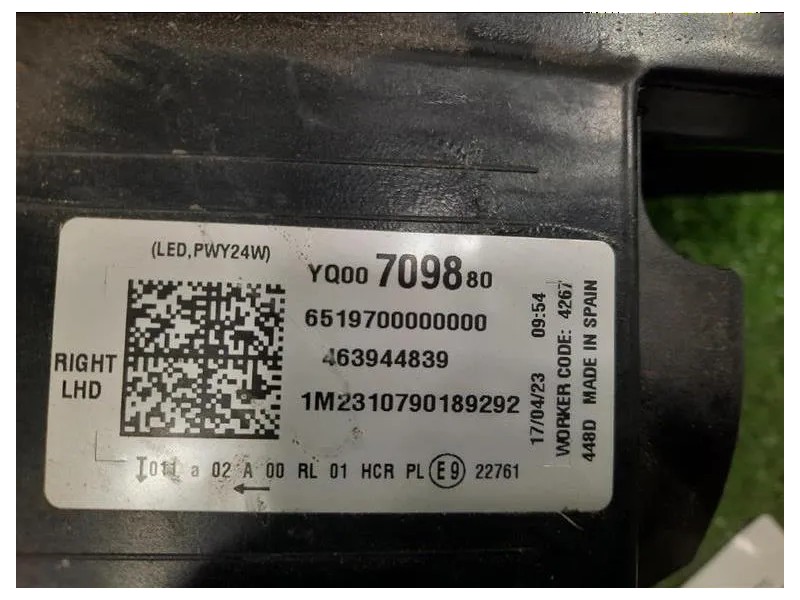 (LED,PWY24W)
YQ00 7098 80
6519700000000
463944839
RIGHT
LHD
1M2310790189292
011 a 02 A 00 RL 01 HCR PL E9 22761
17/04/23 09:54
WORKER CODE: 4267
448D MADE IN SPAIN